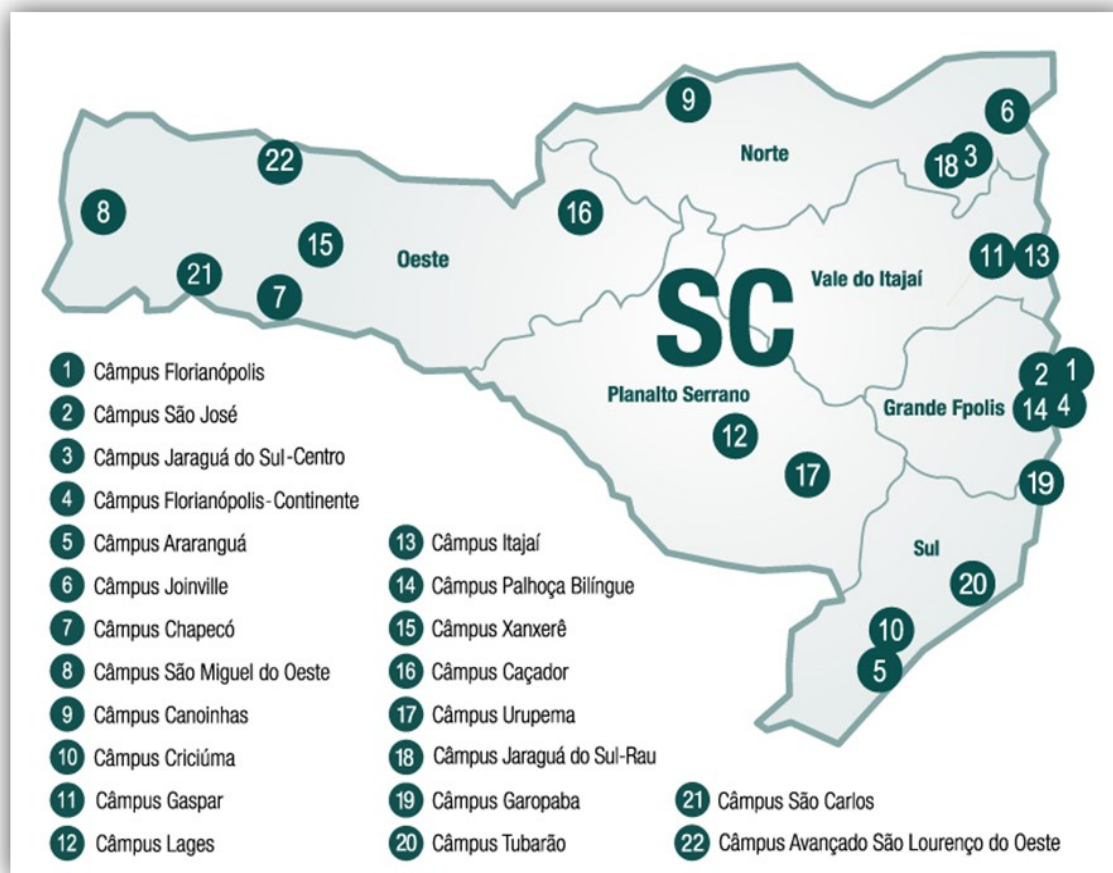 9
6
Norte
3
18
22
8
16
15
Oeste
11
13
21
7
SC
Vale do Itajaí
2
1
Planalto Serrano
Grande Fpolis
14
4
12
17
19
Sul
20
10
5
1 Câmpus Florianópolis
2 Câmpus São José
3 Câmpus Jaraguá do Sul-Centro
4 Câmpus Florianópolis-Continente
5 Câmpus Araranguá
6 Câmpus Joinville
7 Câmpus Chapecó
8 Câmpus São Miguel do Oeste
9 Câmpus Canoinhas
10 Câmpus Criciúma
11 Câmpus Gaspar
12 Câmpus Lages
13 Câmpus Itajaí
14 Câmpus Palhoça Bilíngue
15 Câmpus Xanxerê
16 Câmpus Caçador
17 Câmpus Urupema
18 Câmpus Jaraguá do Sul-Rau
19 Câmpus Garopaba
20 Câmpus Tubarão
21 Câmpus São Carlos
22 Câmpus Avançado São Lourenço do Oeste